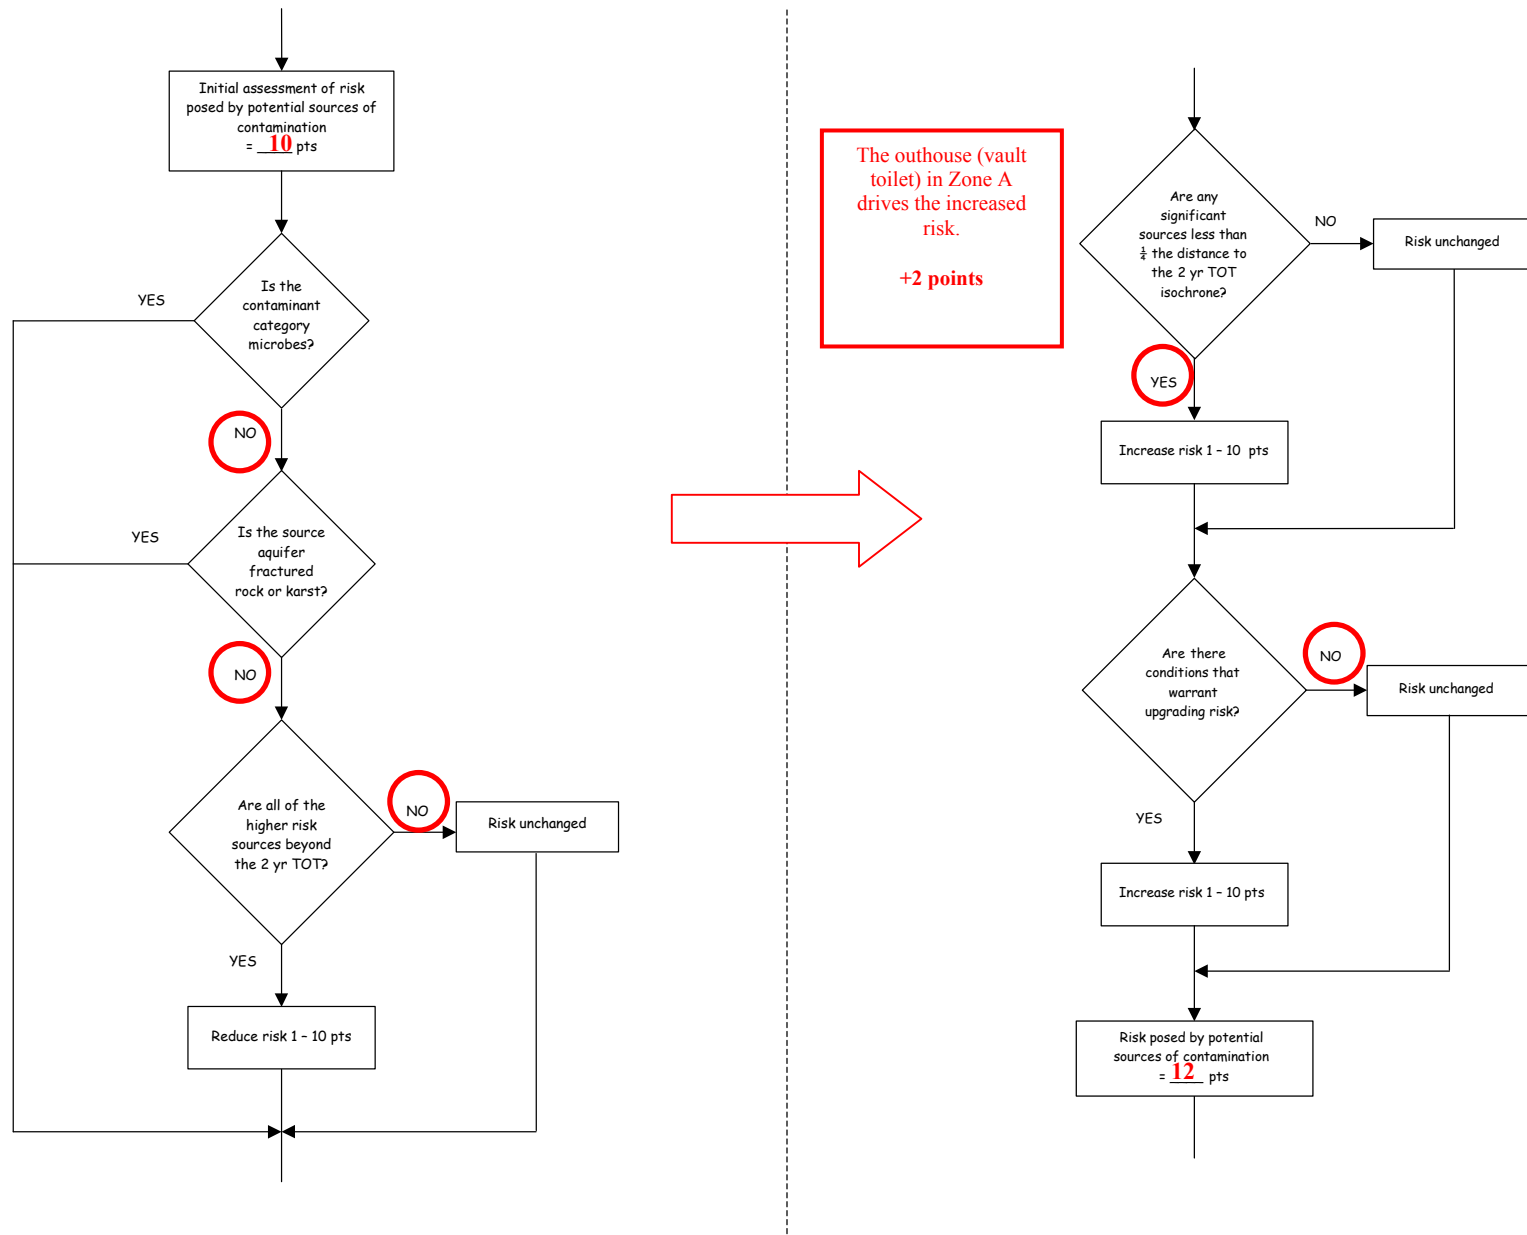 Initial assessment of risk
posed by potential sources of
contamination
= __10__ pts
Is the
contaminant
category
microbes?
YES
NO
Is the source
aquifer
fractured
rock or karst?
YES
NO
Are all of the
higher risk
sources beyond
the 2 yr TOT?
NO
Risk unchanged
YES
Reduce risk 1 – 10 pts
The outhouse (vault
toilet) in Zone A
drives the increased
risk.
+2 points
Are any
significant
sources less than
¼ the distance to
the 2 yr TOT
isochrone?
NO
Risk unchanged
YES
Increase risk 1 – 10 pts
Are there
conditions that
warrant
upgrading risk?
NO
Risk unchanged
YES
Increase risk 1 – 10 pts
Risk posed by potential
sources of contamination
= __12__ pts